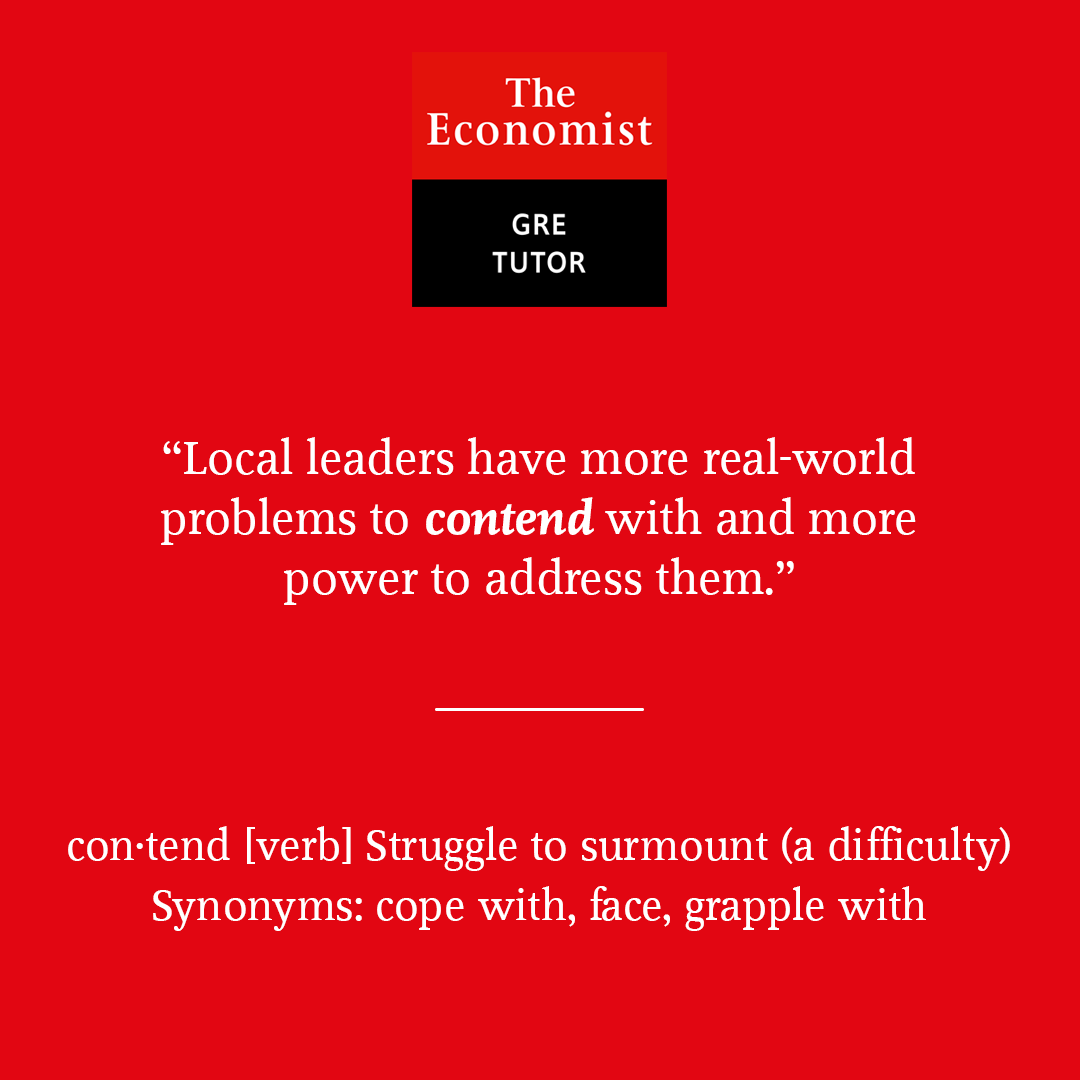 The
Economist
GRE
TUTOR
“Local leaders have more real-world
problems to contend with and more
power to address them.”
con·tend [verb] Struggle to surmount (a difficulty)
Synonyms: cope with, face, grapple with